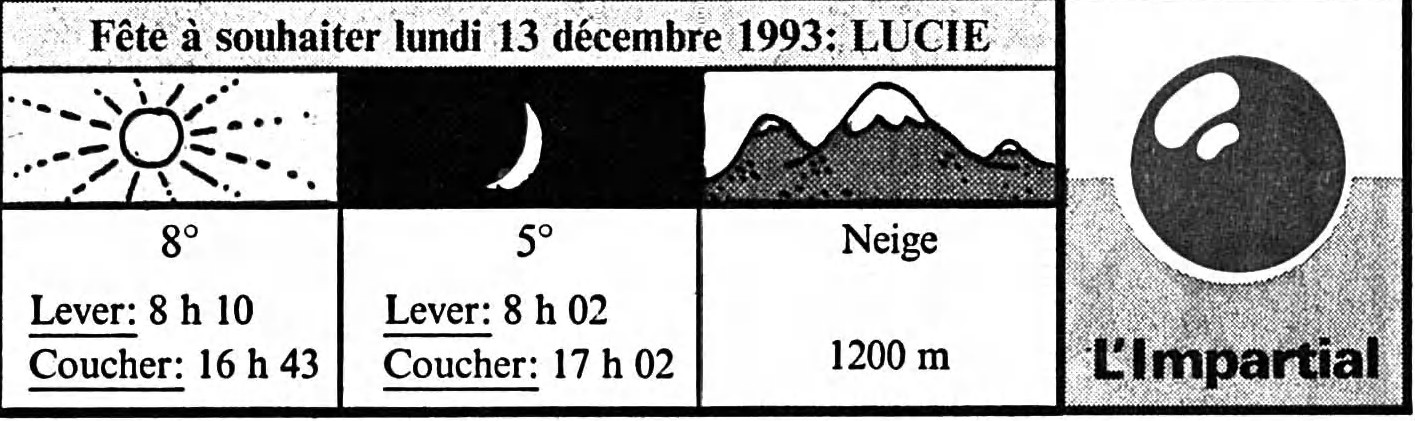 Fête à souhaiter lundi 13 décembre 1993: LUCIE
8°
Lever: 8 h 10
Coucher: 16 h 43
5°
Lever: 8 h 02
Coucher: 17 h 02
Neige
1200 m
L'Impartial